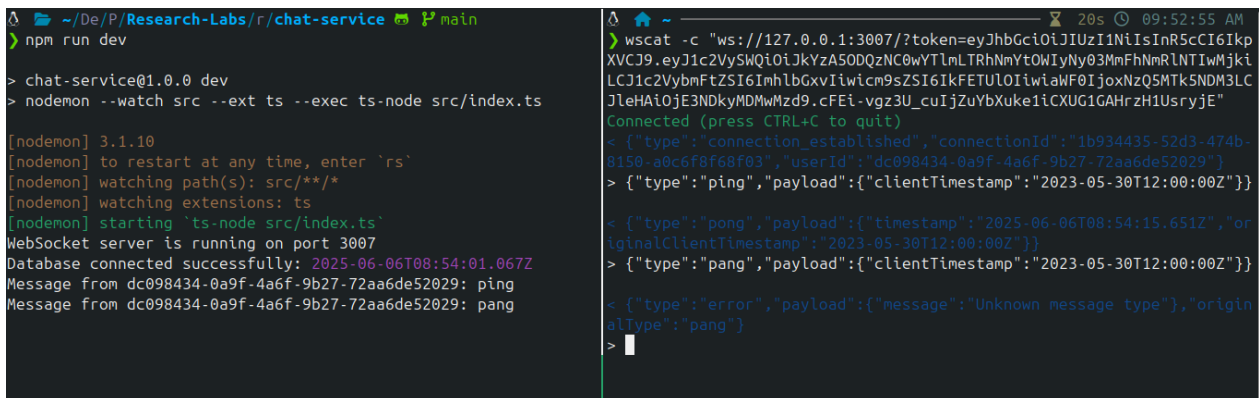 ~/De/P/Research-Labs/r/chat-service main
❯ npm run dev
> chat-service@1.0.0 dev
> nodemon --watch src --ext ts --exec ts-node src/index.ts
[nodemon] 3.1.10
[nodemon] to restart at any time, enter `rs`
[nodemon] watching path(s): src/**/*
[nodemon] watching extensions: ts
[nodemon] starting `ts-node src/index.ts`
WebSocket server is running on port 3007
Database connected successfully: 2025-06-06T08:54:01.067Z
Message from dc098434-0a9f-4a6f-9b27-72aa6de52029: ping
Message from dc098434-0a9f-4a6f-9b27-72aa6de52029: pang
~ 20s 09:52:55 AM
❯ wscat -c "ws://127.0.0.1:3007/?token=eyJhbGciOiJIUzI1NiIsInR5cCI6Ikp
XVCJ9.eyJ1c2VySWQiOiJkYzA5ODQzNC0wYTlmLTRhNmYtOWIyNy03MmFhNmRlNTIwMjki
LCJ1c2VybmFtZSI6ImhlbGxvIiwicm9sZSI6IkFETUlOIiwiaWF0IjoxNzQ5MTk5NDM3LC
JleHAiOjE3NDkyMDMwMzd9.cFEi-vgz3U_cuIjZuYbXuke1iCXUG1GAHrzH1UsryjE"
Connected (press CTRL+C to quit)
< {"type":"connection_established","connectionId":"1b934435-52d3-474b-
8150-a0c6f8f68f03","userId":"dc098434-0a9f-4a6f-9b27-72aa6de52029"}
> {"type":"ping","payload":{"clientTimestamp":"2023-05-30T12:00:00Z"}}
< {"type":"pong","payload":{"timestamp":"2025-06-06T08:54:15.651Z","or
iginalClientTimestamp":"2023-05-30T12:00:00Z"}}
> {"type":"pang","payload":{"clientTimestamp":"2023-05-30T12:00:00Z"}}
< {"type":"error","payload":{"message":"Unknown message type"},"origin
alType":"pang"}
>